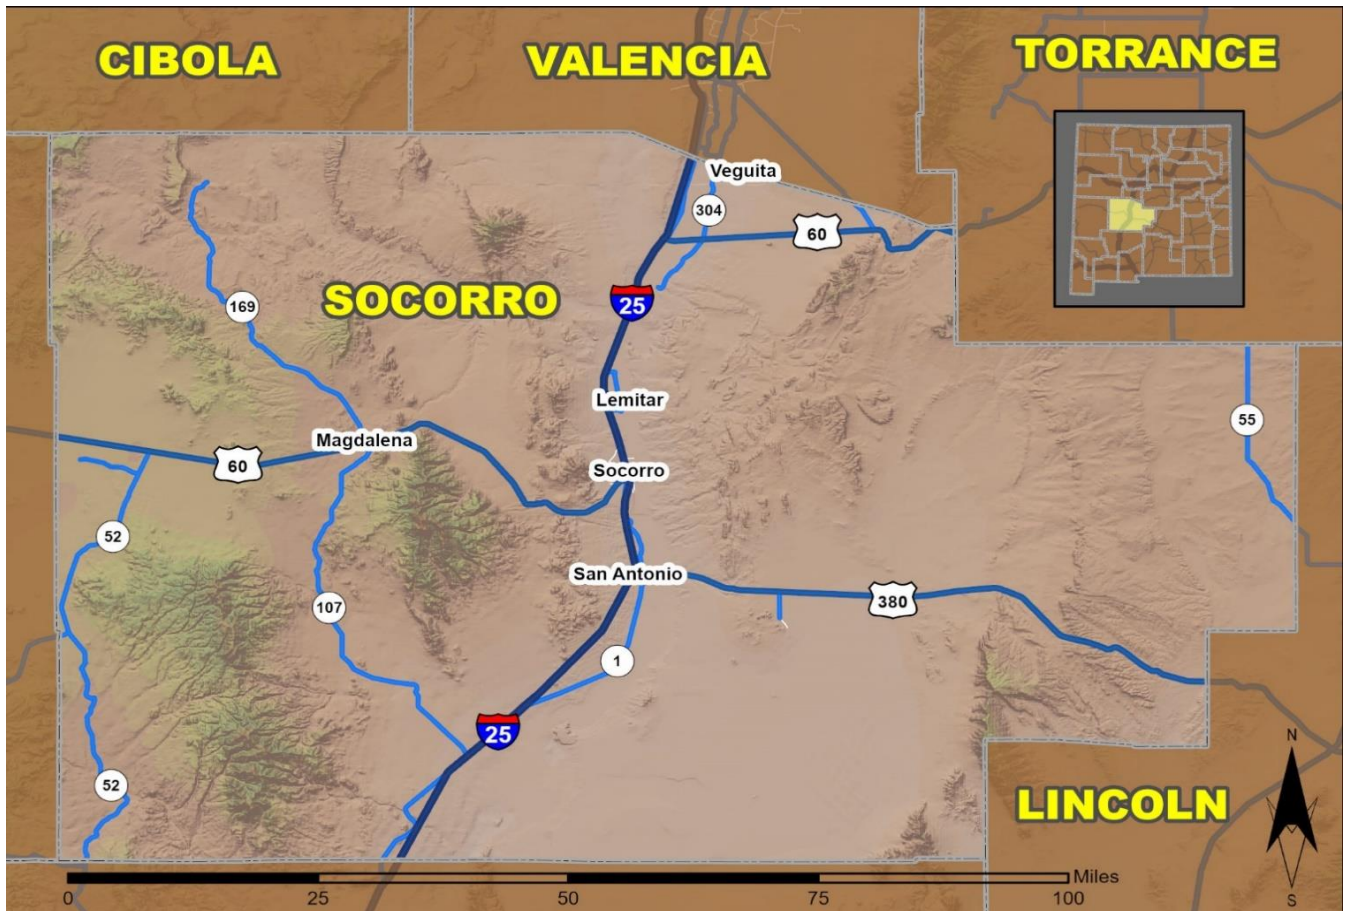 CIBOLA
VALENCIA
TORRANCE
Veguita
304
60
169
SOCORRO
25
Lemitar
55
Magdalena
60
Socorro
52
San Antonio
380
107
1
25
52
LINCOLN
N
S
Miles
0
25
50
75
100